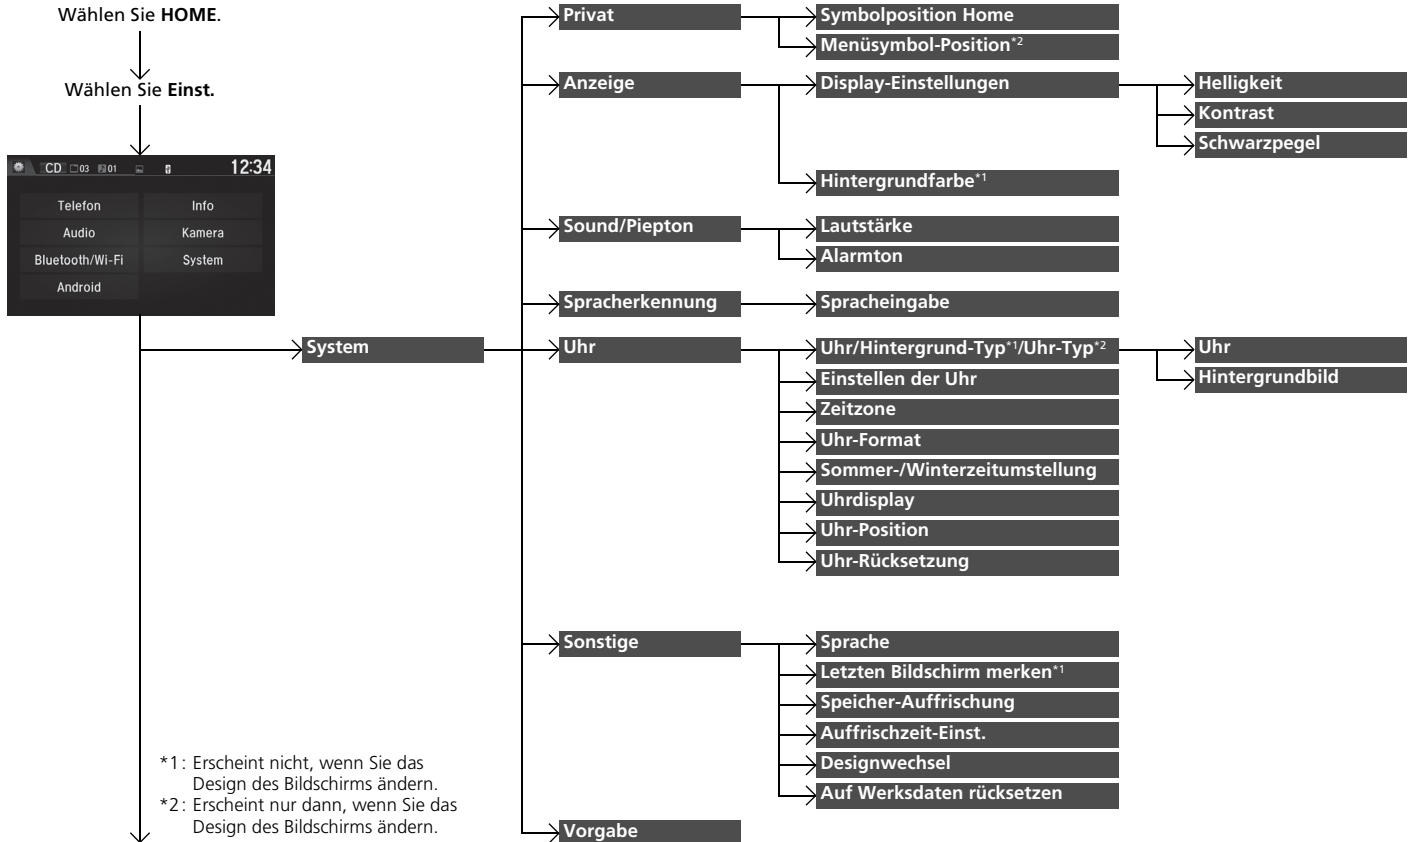 Wählen Sie HOME.
Wählen Sie Einst.
CD 03 01 12:34
Telefon Info
Audio Kamera
Bluetooth/Wi-Fi System
Android
System
Privat
Symbolposition Home
Menüsymbol-Position*2
Anzeige
Display-Einstellungen
Helligkeit
Kontrast
Schwarzpegel
Hintergrundfarbe*1
Sound/Piepton
Lautstärke
Alarmton
Spracherkennung
Spracheingabe
Uhr
Uhr/Hintergrund-Typ*1/Uhr-Typ*2
Uhr
Hintergrundbild
Einstellen der Uhr
Zeitzone
Uhr-Format
Sommer-/Winterzeitumstellung
Uhrdisplay
Uhr-Position
Uhr-Rücksetzung
Sonstige
Sprache
Letzten Bildschirm merken*1
Speicher-Auffrischung
Auffrischzeit-Einst.
Designwechsel
Auf Werksdaten rücksetzen
Vorgabe
*1: Erscheint nicht, wenn Sie das
Design des Bildschirms ändern.
*2: Erscheint nur dann, wenn Sie das
Design des Bildschirms ändern.